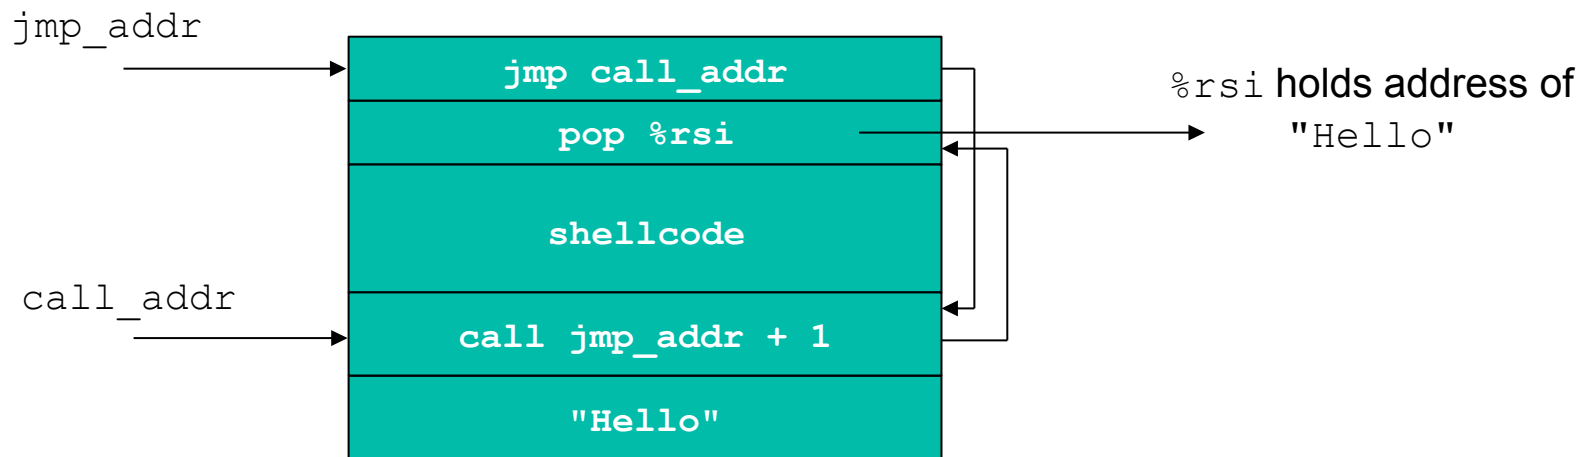 jmp_addr
jmp call_addr
pop %rsi
%rsi holds address of
"Hello"
shellcode
call_addr
call jmp_addr + 1
"Hello"